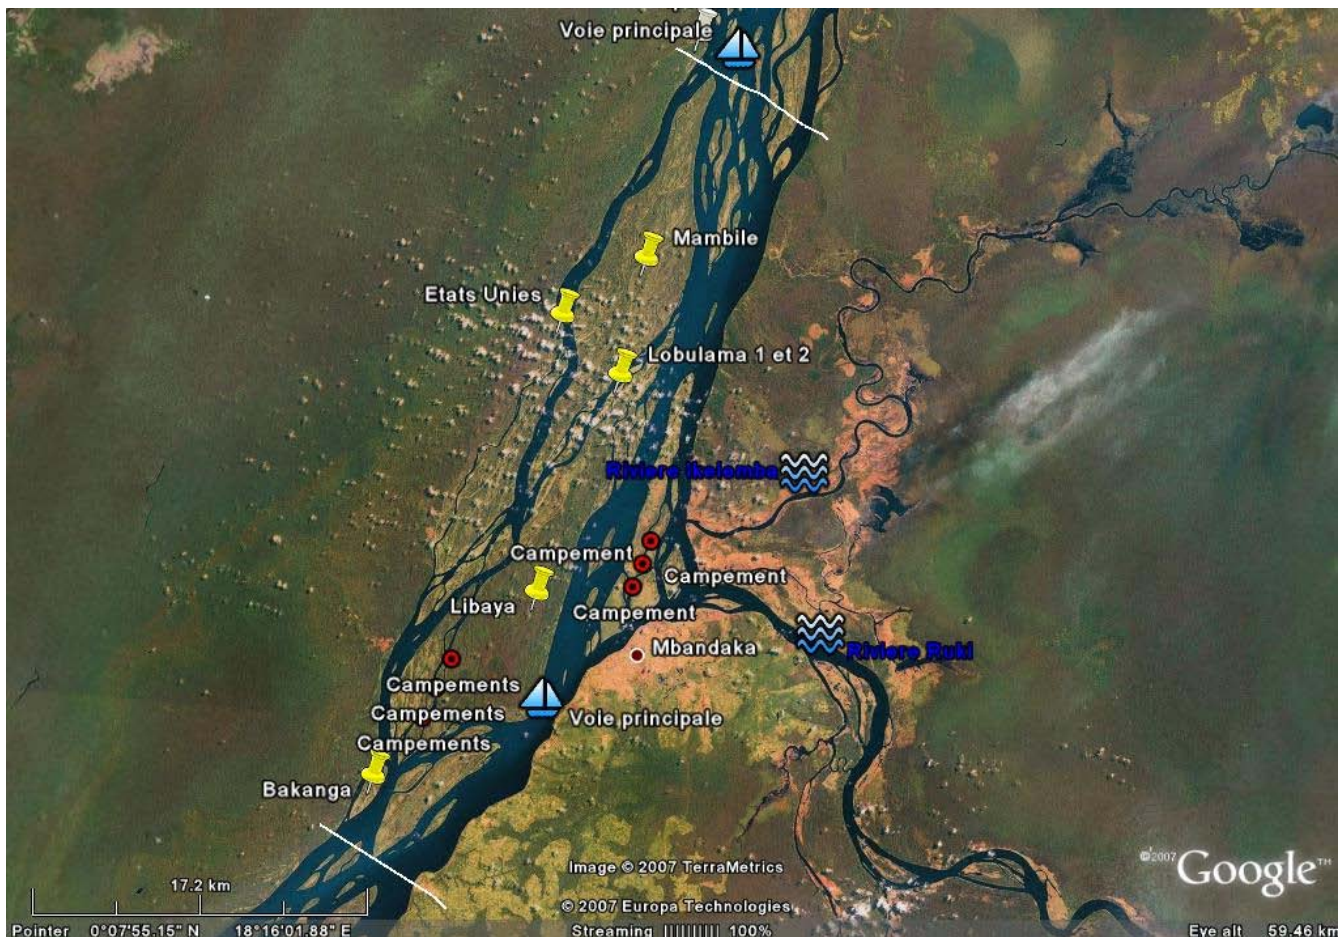 Voie principale
Mambile
Etats Unies
Lobulama 1 et 2
Riviere Ikelemba
Campement
Campement
Libaya
Campement
Mbandaka
Riviere Ruki
Campements
Campements
Voie principale
Campements
Bakanga
Image © 2007 TerraMetrics
©2007 Google™
17.2 km
© 2007 Europa Technologies
Pointer 0°07'55.15" N 18°16'01.88" E Streaming ||||||||| 100% Eye alt 59.46 km